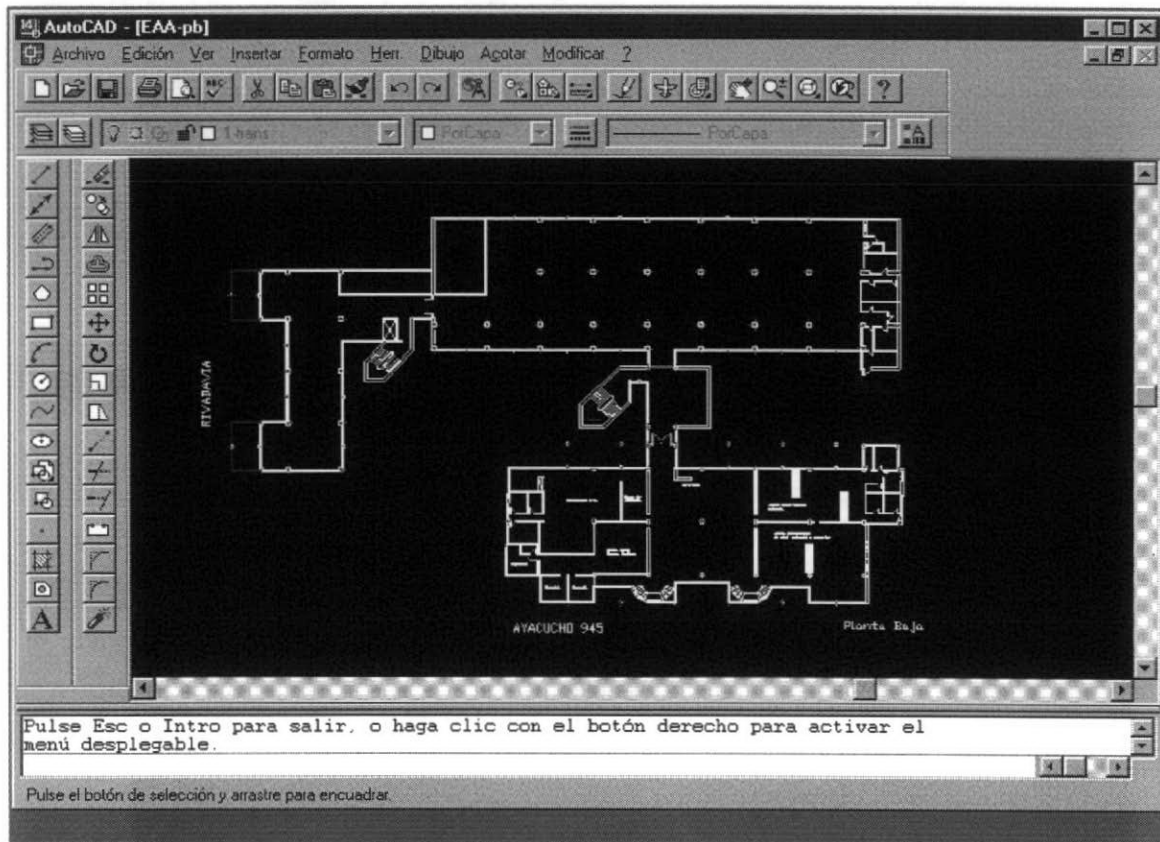 AutoCAD - [EAA-pb]
Archivo Edición Ver Insertar Formato Herr. Dibujo Acotar Modificar ?
PorCapa PorCapa
RIVADAVIA
AYACUCHO 945 Planta Baja
Pulse Esc o Intro para salir, o haga clic con el botón derecho para activar el
menú desplegable.
Pulse el botón de selección y arrastre para encuadrar.